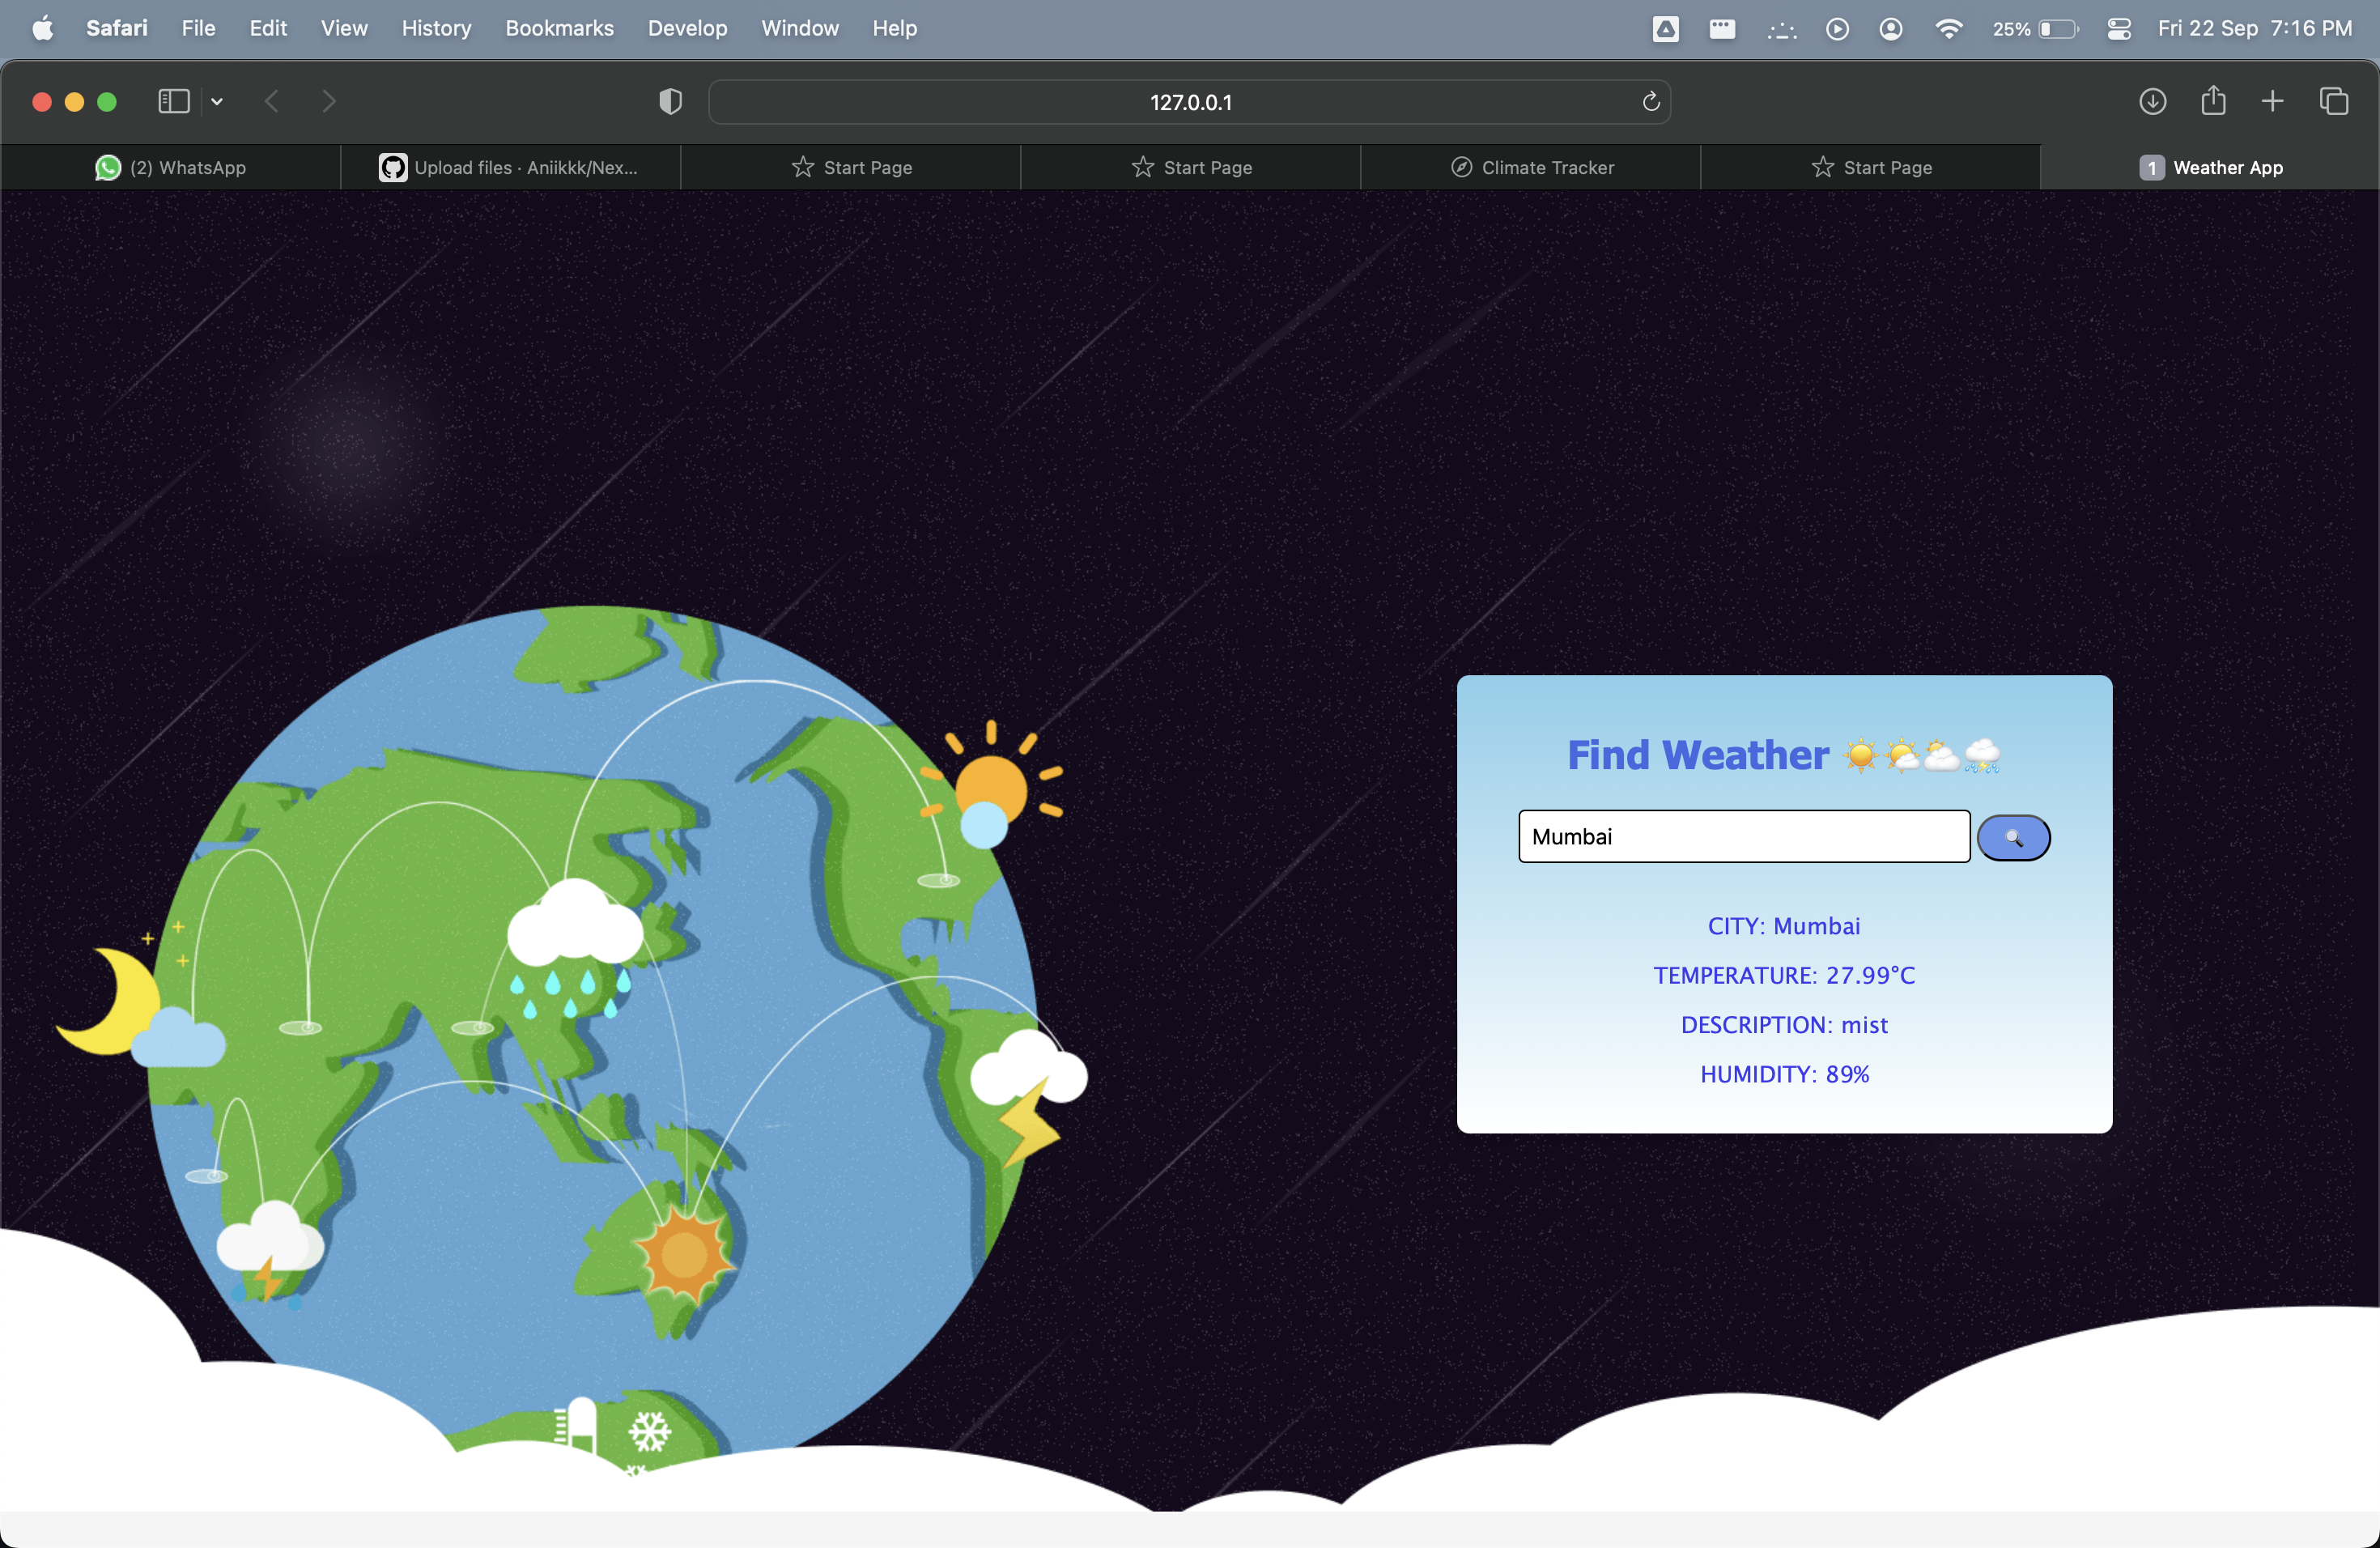 Safari File Edit View History Bookmarks Develop Window Help 25% Fri 22 Sep 7:16 PM
127.0.0.1
(2) WhatsApp Upload files · Aniikkk/Nex... Start Page Start Page Climate Tracker Start Page 1 Weather App
Find Weather ☀️🌤️⛅⛈️
Mumbai 🔍
CITY: Mumbai
TEMPERATURE: 27.99°C
DESCRIPTION: mist
HUMIDITY: 89%